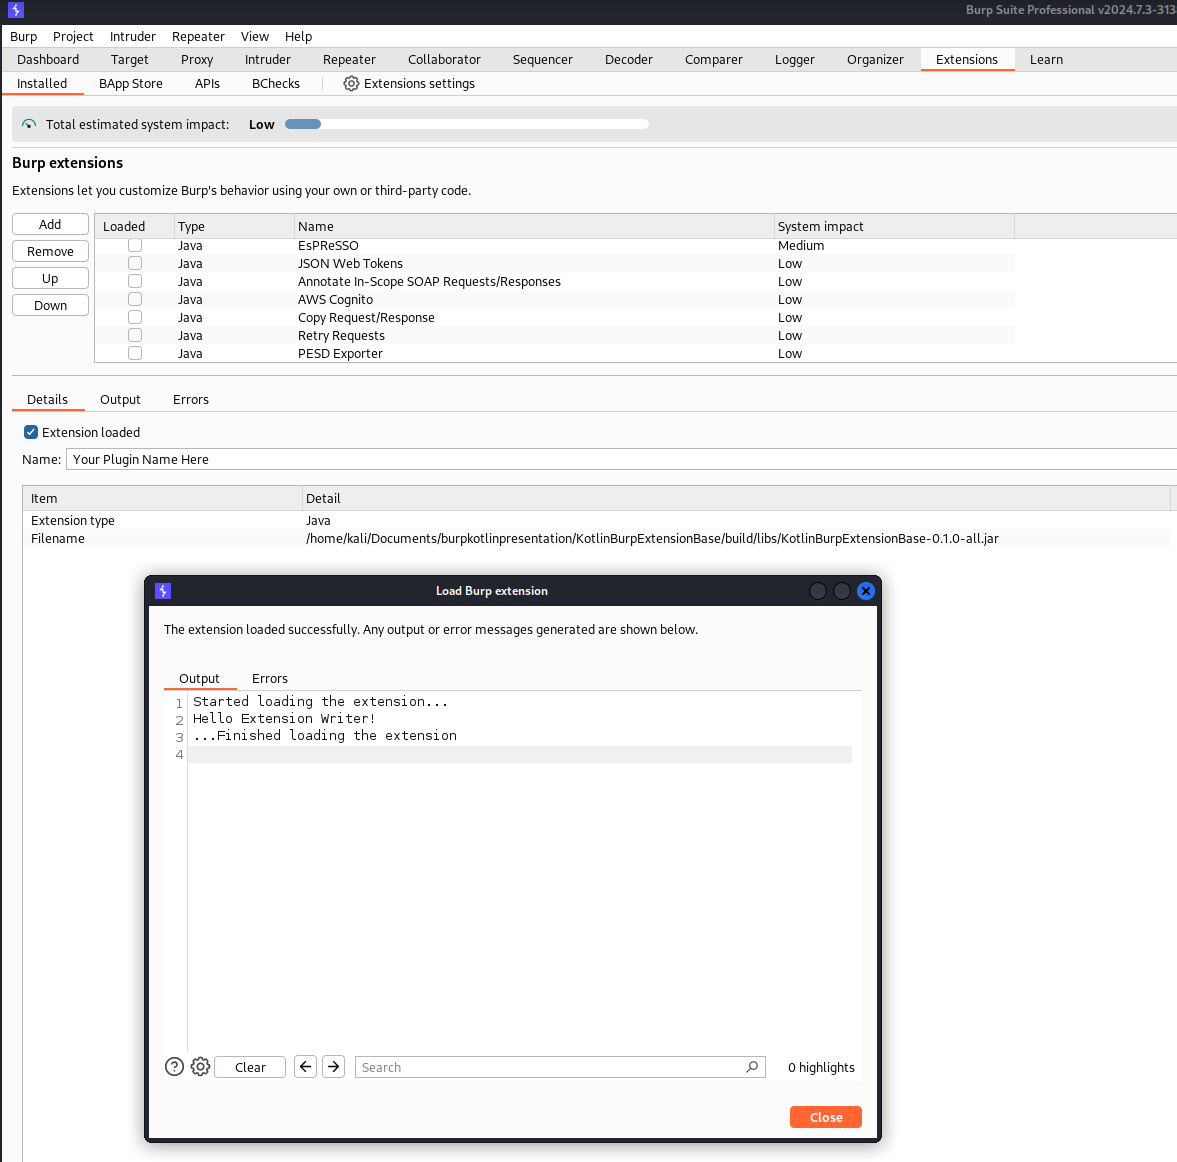 Burp Suite Professional v2024.7.3-313
Burp Project Intruder Repeater View Help
Dashboard Target Proxy Intruder Repeater Collaborator Sequencer Decoder Comparer Logger Organizer Extensions Learn
Installed BApp Store APIs BChecks Extensions settings
Total estimated system impact: Low
Burp extensions
Extensions let you customize Burp's behavior using your own or third-party code.
Add Loaded Type Name System impact
Java EsPReSSO Medium
Remove
Java JSON Web Tokens Low
Up Java Annotate In-Scope SOAP Requests/Responses Low
Java AWS Cognito Low
Down
Java Copy Request/Response Low
Java Retry Requests Low
Java PESD Exporter Low
Details Output Errors
Extension loaded
Name: Your Plugin Name Here
Item Detail
Extension type Java
Filename /home/kali/Documents/burpkotlinpresentation/KotlinBurpExtensionBase/build/libs/KotlinBurpExtensionBase-0.1.0-all.jar
Load Burp extension
The extension loaded successfully. Any output or error messages generated are shown below.
Output Errors
1 Started loading the extension...
2 Hello Extension Writer!
3 ...Finished loading the extension
4
? Clear Search 0 highlights
Close